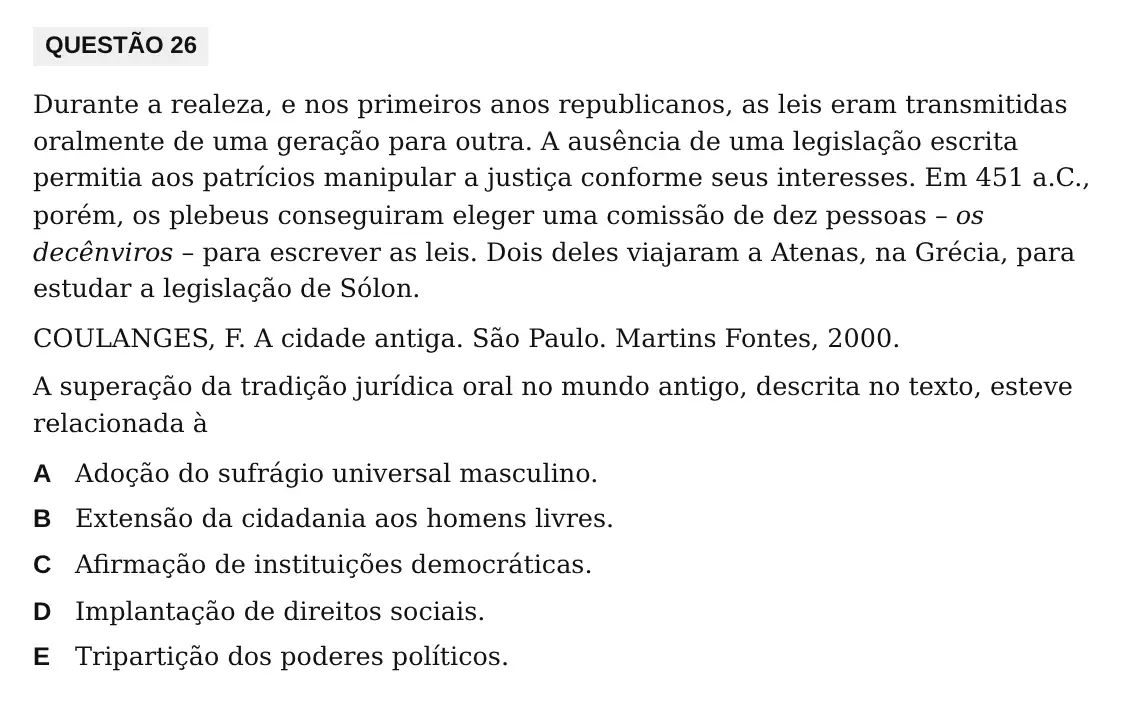 QUESTÃO 26
Durante a realeza, e nos primeiros anos republicanos, as leis eram transmitidas
oralmente de uma geração para outra. A ausência de uma legislação escrita
permitia aos patrícios manipular a justiça conforme seus interesses. Em 451 a.C.,
porém, os plebeus conseguiram eleger uma comissão de dez pessoas – os
decênviros – para escrever as leis. Dois deles viajaram a Atenas, na Grécia, para
estudar a legislação de Sólon.
COULANGES, F. A cidade antiga. São Paulo. Martins Fontes, 2000.
A superação da tradição jurídica oral no mundo antigo, descrita no texto, esteve
relacionada à
A Adoção do sufrágio universal masculino.
B Extensão da cidadania aos homens livres.
C Afirmação de instituições democráticas.
D Implantação de direitos sociais.
E Tripartição dos poderes políticos.